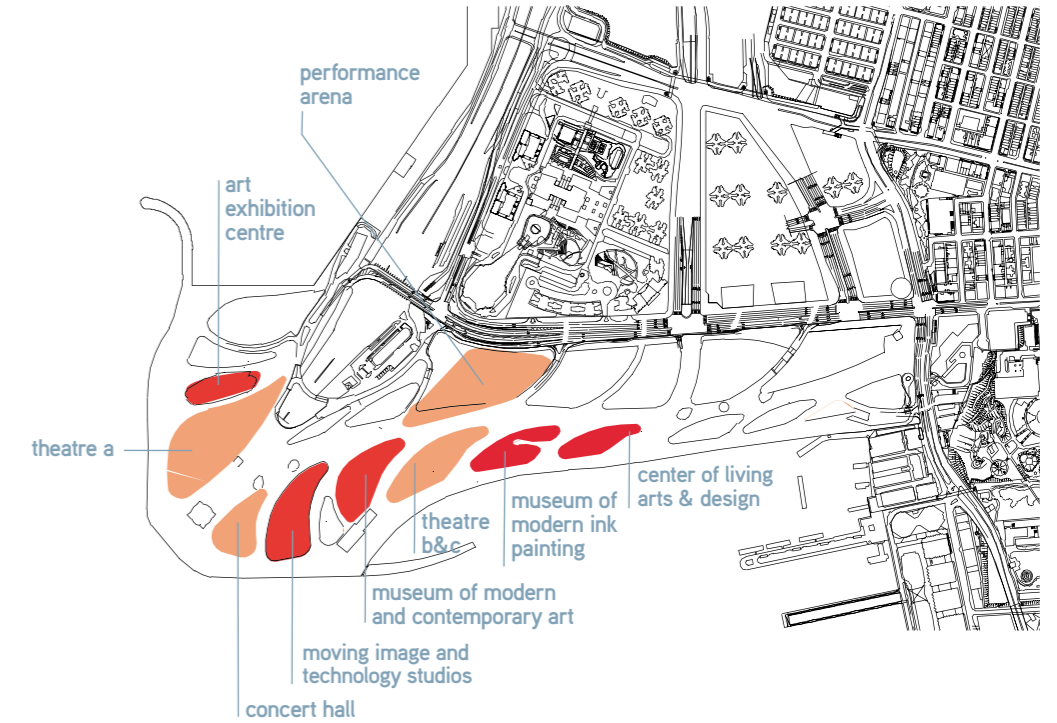 performance
arena
art
exhibition
centre
theatre a
center of living
arts & design
museum of
modern ink
painting
theatre
b&c
museum of modern
and contemporary art
moving image and
technology studios
concert hall